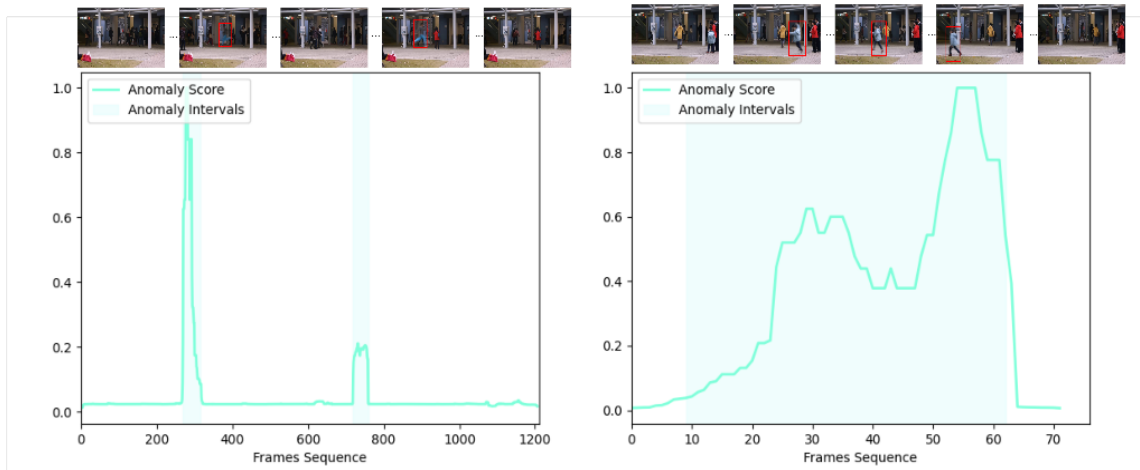 ... ... ... ...
1.0
0.8
0.6
0.4
0.2
0.0
Anomaly Score
Anomaly Intervals
0 200 400 600 800 1000 1200
Frames Sequence
... ... ... ...
1.0
0.8
0.6
0.4
0.2
0.0
Anomaly Score
Anomaly Intervals
0 10 20 30 40 50 60 70
Frames Sequence